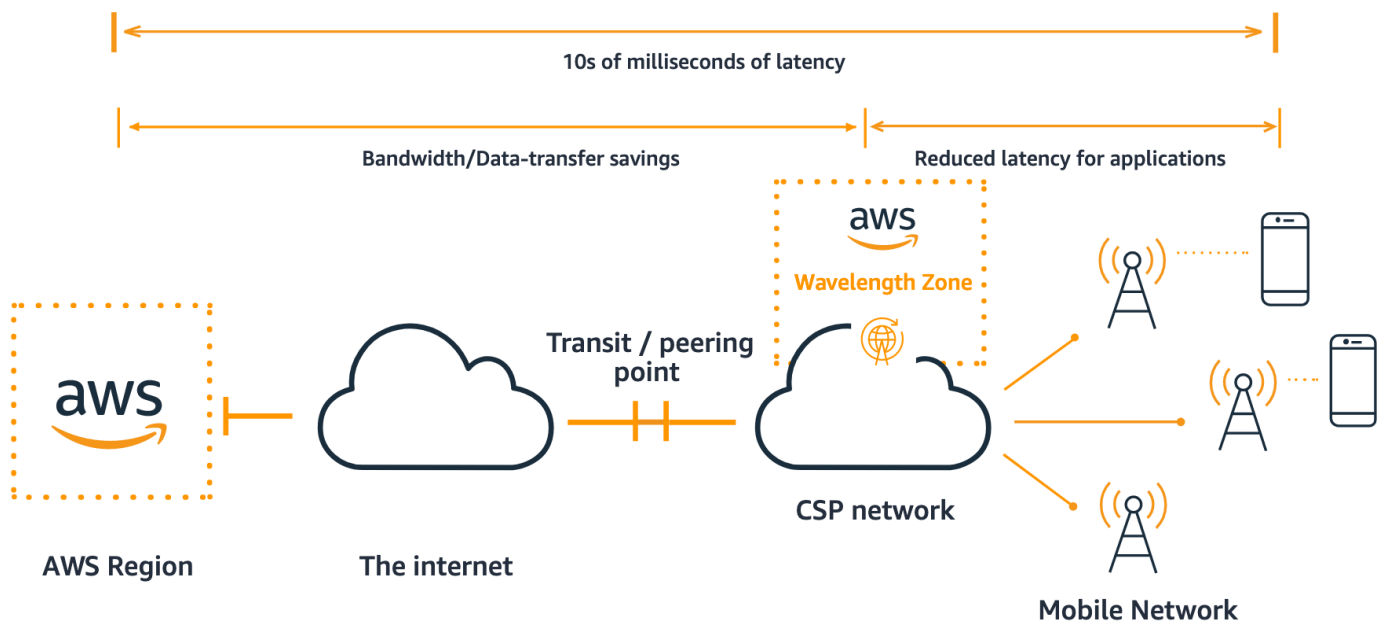 10s of milliseconds of latency
Bandwidth/Data-transfer savings
Reduced latency for applications
aws
Wavelength Zone
Transit / peering
point
aws
CSP network
AWS Region
The internet
Mobile Network